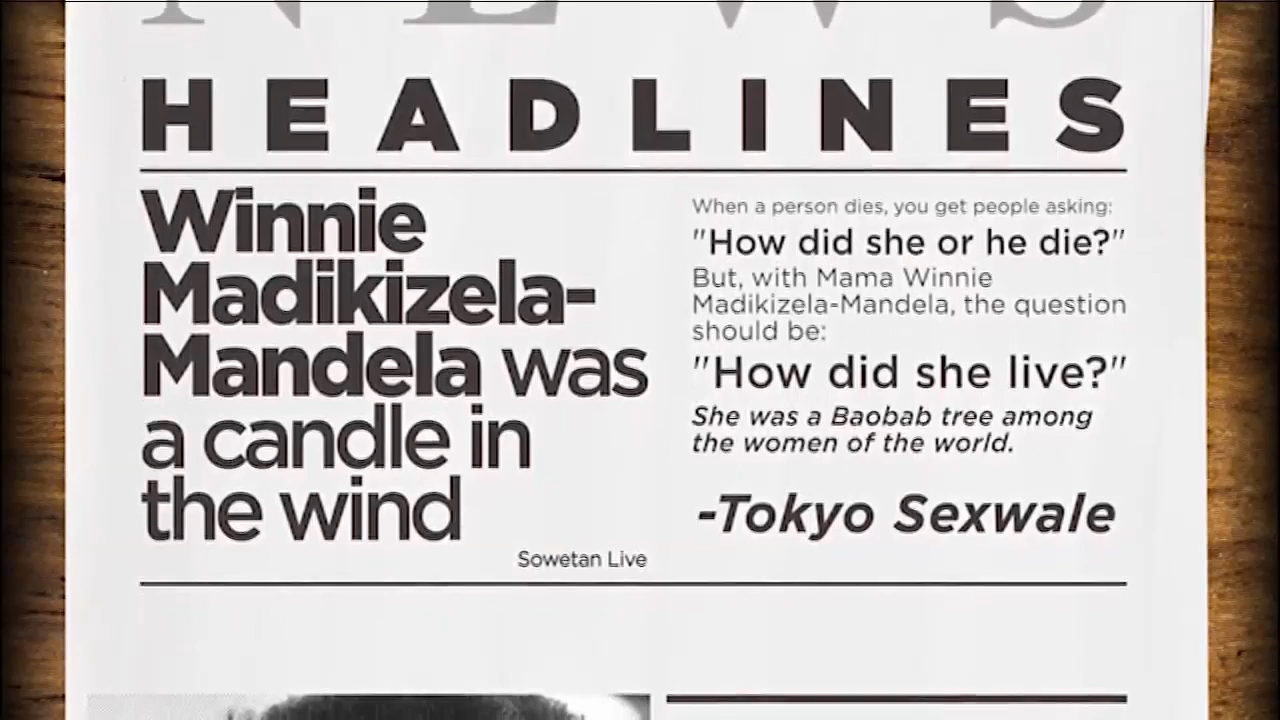 NEWS
HEADLINES
Winnie
Madikizela-
Mandela was
a candle in
the wind
Sowetan Live
When a person dies, you get people asking:
"How did she or he die?"
But, with Mama Winnie
Madikizela-Mandela, the question
should be:
"How did she live?"
She was a Baobab tree among
the women of the world.
-Tokyo Sexwale